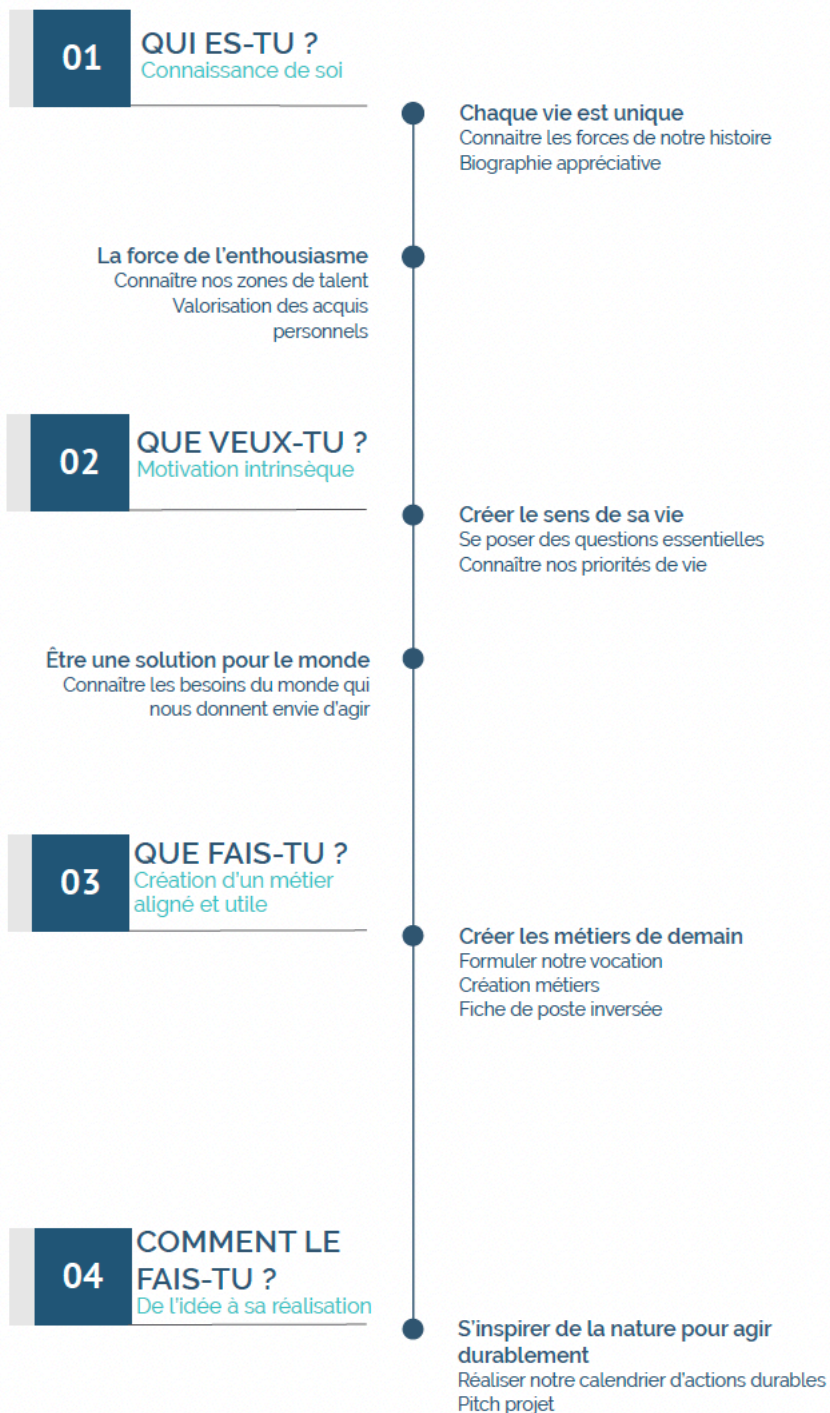 01
QUI ES-TU ?
Connaissance de soi
Chaque vie est unique
Connaitre les forces de notre histoire
Biographie appréciative
La force de l'enthousiasme
Connaître nos zones de talent
Valorisation des acquis
personnels
02
QUE VEUX-TU ?
Motivation intrinsèque
Créer le sens de sa vie
Se poser des questions essentielles
Connaître nos priorités de vie
Être une solution pour le monde
Connaître les besoins du monde qui
nous donnent envie d'agir
03
QUE FAIS-TU ?
Création d'un métier
aligné et utile
Créer les métiers de demain
Formuler notre vocation
Création métiers
Fiche de poste inversée
04
COMMENT LE
FAIS-TU ?
De l'idée à sa réalisation
S'inspirer de la nature pour agir
durablement
Réaliser notre calendrier d'actions durables
Pitch projet